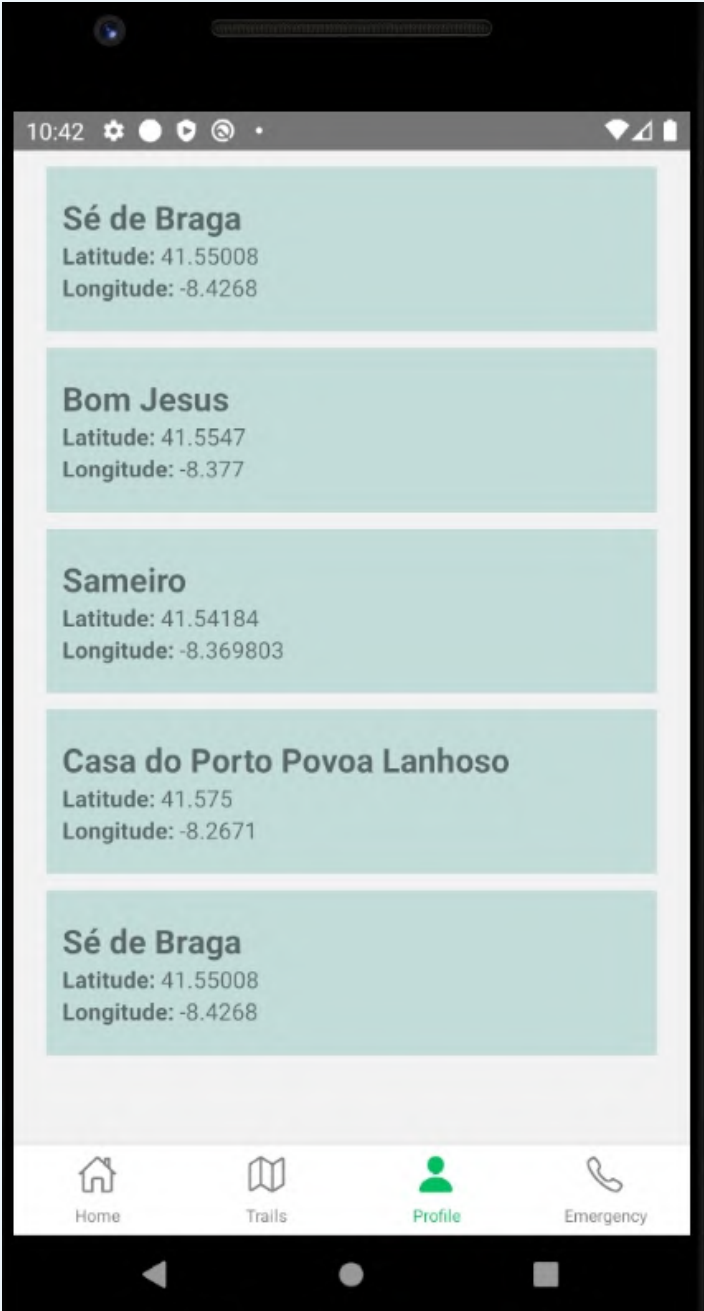 10:42
Sé de Braga
Latitude: 41.55008
Longitude: -8.4268
Bom Jesus
Latitude: 41.5547
Longitude: -8.377
Sameiro
Latitude: 41.54184
Longitude: -8.369803
Casa do Porto Povoa Lanhoso
Latitude: 41.575
Longitude: -8.2671
Sé de Braga
Latitude: 41.55008
Longitude: -8.4268
Home Trails Profile Emergency